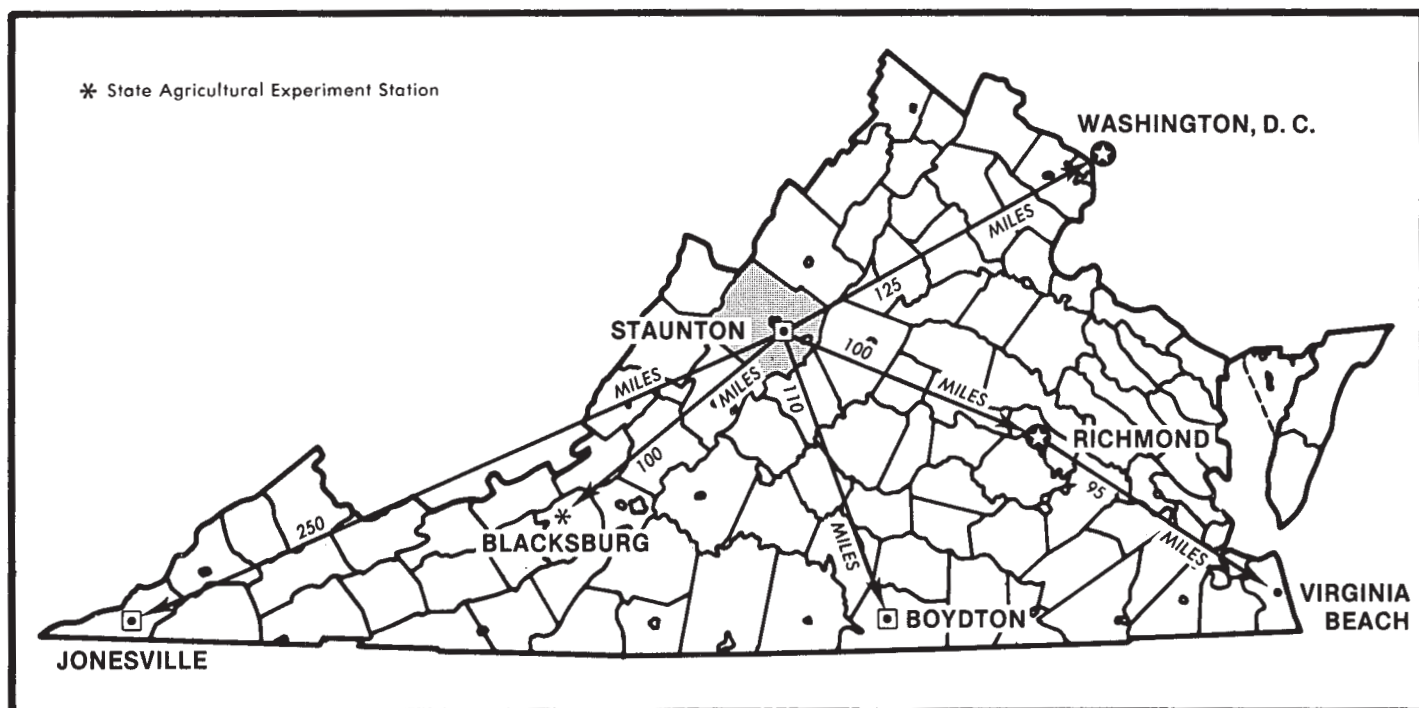 * State Agricultural Experiment Station
WASHINGTON, D. C.
MILES
125
STAUNTON
100
MILES
MILES
MILES
110
RICHMOND
100
95
250
BLACKSBURG
MILES
MILES
VIRGINIA
BEACH
BOYDTON
JONESVILLE